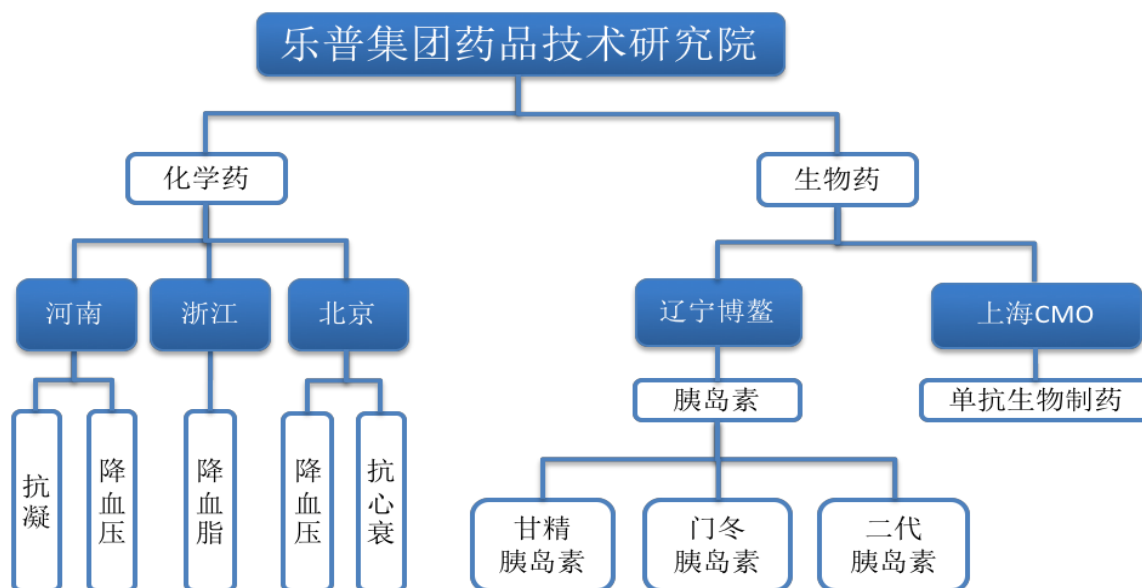 乐普集团药品技术研究院
化学药
生物药
河南
浙江
北京
辽宁博鳌
上海CMO
胰岛素
单抗生物制药
抗凝
降血压
降血脂
降血压
抗心衰
甘精
胰岛素
门冬
胰岛素
二代
胰岛素